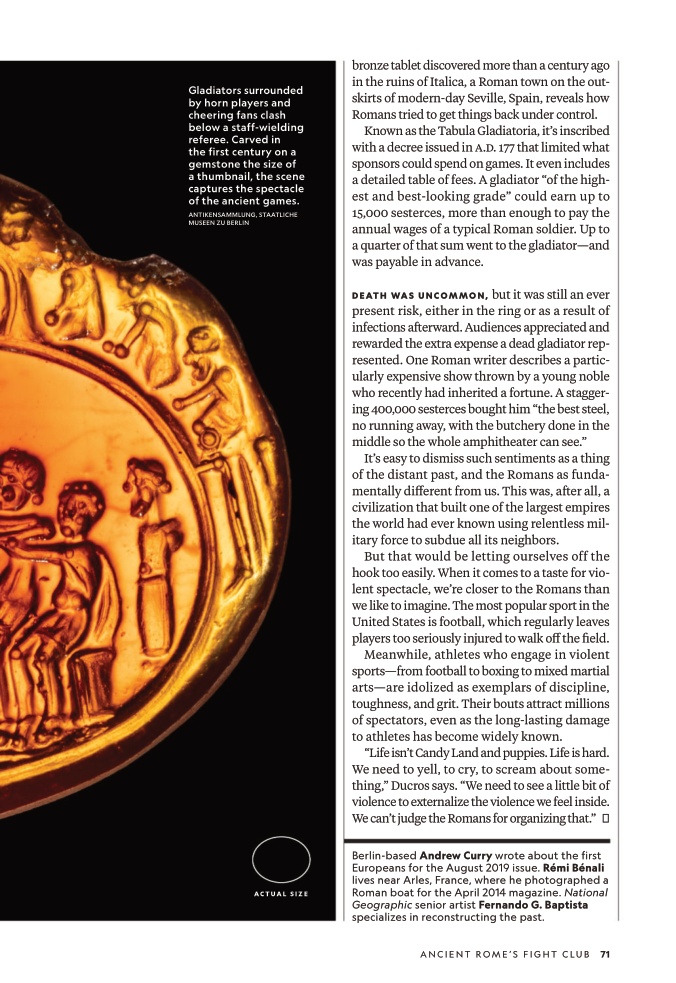 Gladiators surrounded
by horn players and
cheering fans clash
below a staff-wielding
referee. Carved in
the first century on a
gemstone the size of
a thumbnail, the scene
captures the spectacle
of the ancient games.
ANTIKENSAMMLUNG, STAATLICHE
MUSEEN ZU BERLIN
ACTUAL SIZE
bronze tablet discovered more than a century ago
in the ruins of Italica, a Roman town on the out-
skirts of modern-day Seville, Spain, reveals how
Romans tried to get things back under control.
Known as the Tabula Gladiatoria, it’s inscribed
with a decree issued in A.D. 177 that limited what
sponsors could spend on games. It even includes
a detailed table of fees. A gladiator “of the high-
est and best-looking grade” could earn up to
15,000 sesterces, more than enough to pay the
annual wages of a typical Roman soldier. Up to
a quarter of that sum went to the gladiator—and
was payable in advance.
DEATH WAS UNCOMMON, but it was still an ever
present risk, either in the ring or as a result of
infections afterward. Audiences appreciated and
rewarded the extra expense a dead gladiator rep-
resented. One Roman writer describes a partic-
ularly expensive show thrown by a young noble
who recently had inherited a fortune. A stagger-
ing 400,000 sesterces bought him “the best steel,
no running away, with the butchery done in the
middle so the whole amphitheater can see.”
It’s easy to dismiss such sentiments as a thing
of the distant past, and the Romans as funda-
mentally different from us. This was, after all, a
civilization that built one of the largest empires
the world had ever known using relentless mil-
itary force to subdue all its neighbors.
But that would be letting ourselves off the
hook too easily. When it comes to a taste for vio-
lent spectacle, we’re closer to the Romans than
we like to imagine. The most popular sport in the
United States is football, which regularly leaves
players too seriously injured to walk off the field.
Meanwhile, athletes who engage in violent
sports—from football to boxing to mixed martial
arts—are idolized as exemplars of discipline,
toughness, and grit. Their bouts attract millions
of spectators, even as the long-lasting damage
to athletes has become widely known.
“Life isn’t Candy Land and puppies. Life is hard.
We need to yell, to cry, to scream about some-
thing,” Ducros says. “We need to see a little bit of
violence to externalize the violence we feel inside.
We can’t judge the Romans for organizing that.”
Berlin-based Andrew Curry wrote about the first
Europeans for the August 2019 issue. Rémi Bénali
lives near Arles, France, where he photographed a
Roman boat for the April 2014 magazine. National
Geographic senior artist Fernando G. Baptista
specializes in reconstructing the past.
ANCIENT ROME’S FIGHT CLUB 71